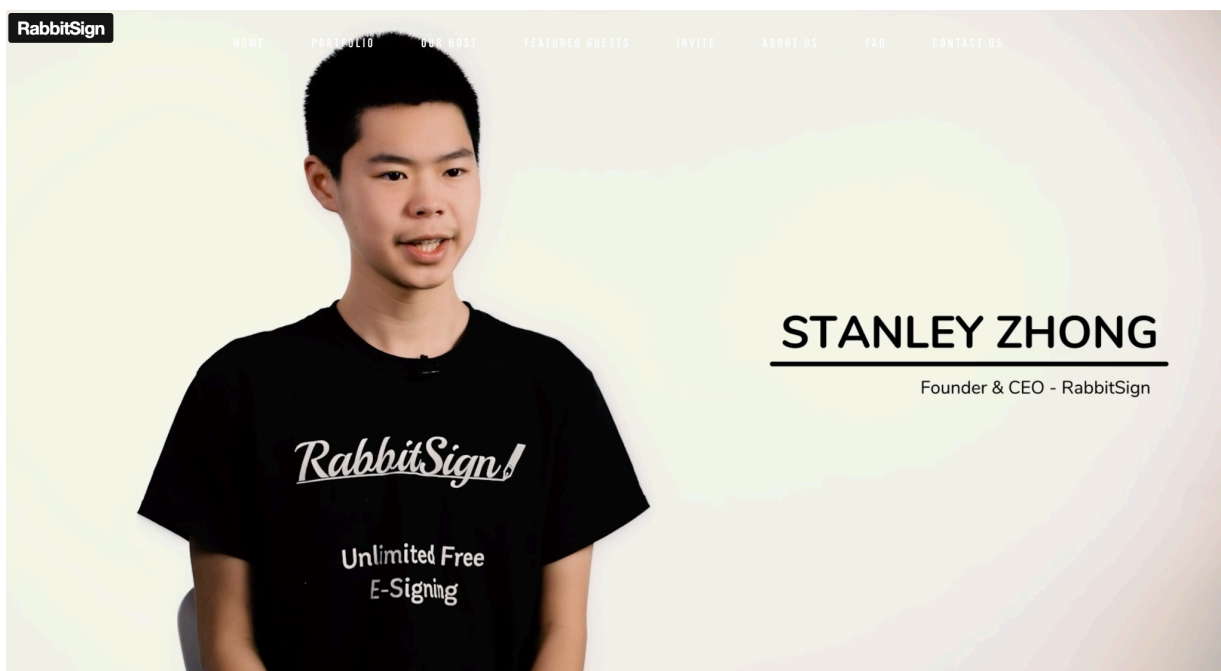 RabbitSign
HOME PORTFOLIO OUR HOST FEATURED GUESTS INVITE ABOUT US FAQ CONTACT US
STANLEY ZHONG
Founder & CEO - RabbitSign
RabbitSign
Unlimited Free
E-Signing